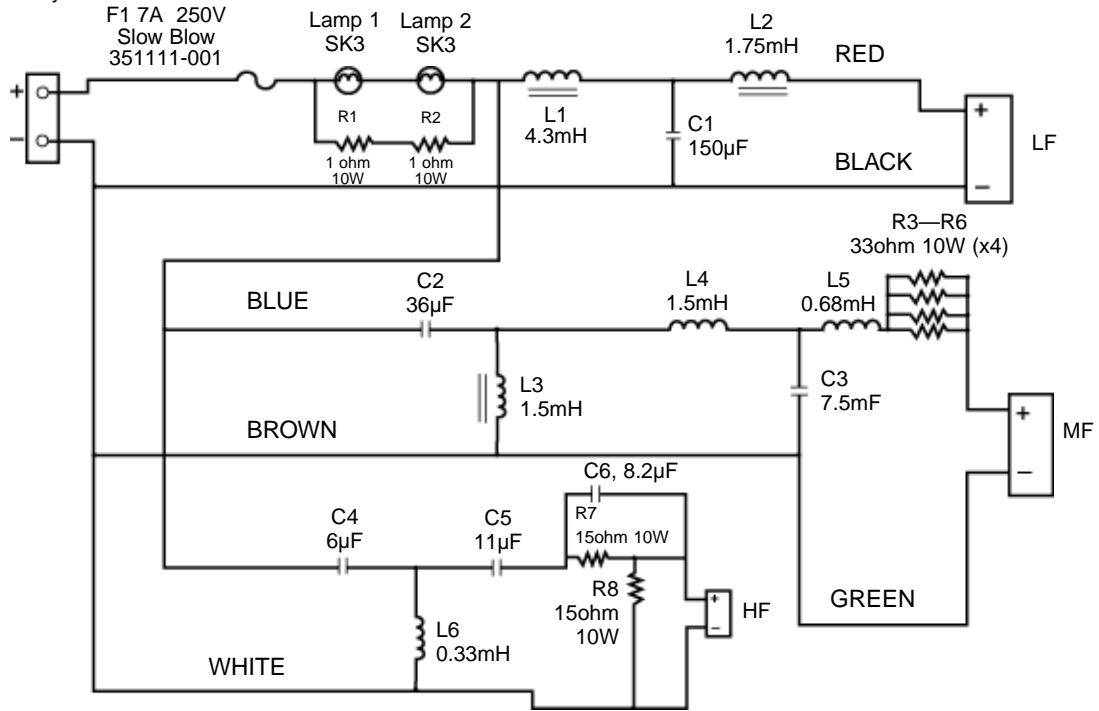 F1 7A 250V
Slow Blow
351111-001
Lamp 1
SK3
Lamp 2
SK3
L2
1.75mH
RED
+
–
R1
R2
1 ohm
10W
1 ohm
10W
L1
4.3mH
C1
150µF
BLACK
+
–
LF
R3—R6
33ohm 10W (x4)
BLUE
C2
36µF
L4
1.5mH
L5
0.68mH
L3
1.5mH
C3
7.5mF
BROWN
+
–
MF
C6, 8.2µF
C4
6µF
C5
11µF
R7
15ohm 10W
R8
15ohm
10W
+
–
HF
GREEN
L6
0.33mH
WHITE